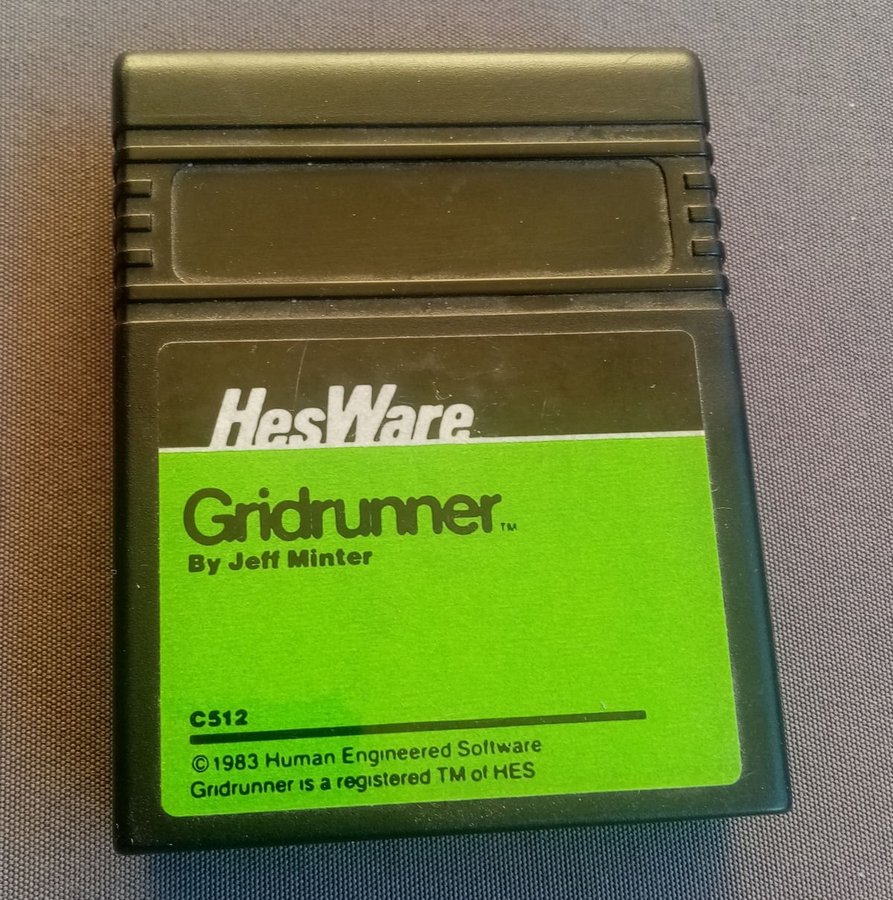 HesWare
Gridrunner™
By Jeff Minter
C512
©1983 Human Engineered Software
Gridrunner is a registered TM of HES